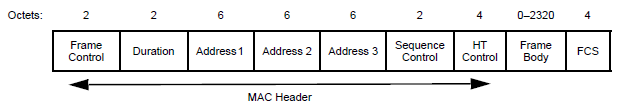 Octets: 2 2 6 6 6 2 4 0–2320 4
Frame Control Duration Address 1 Address 2 Address 3 Sequence Control HT Control Frame Body FCS
MAC Header